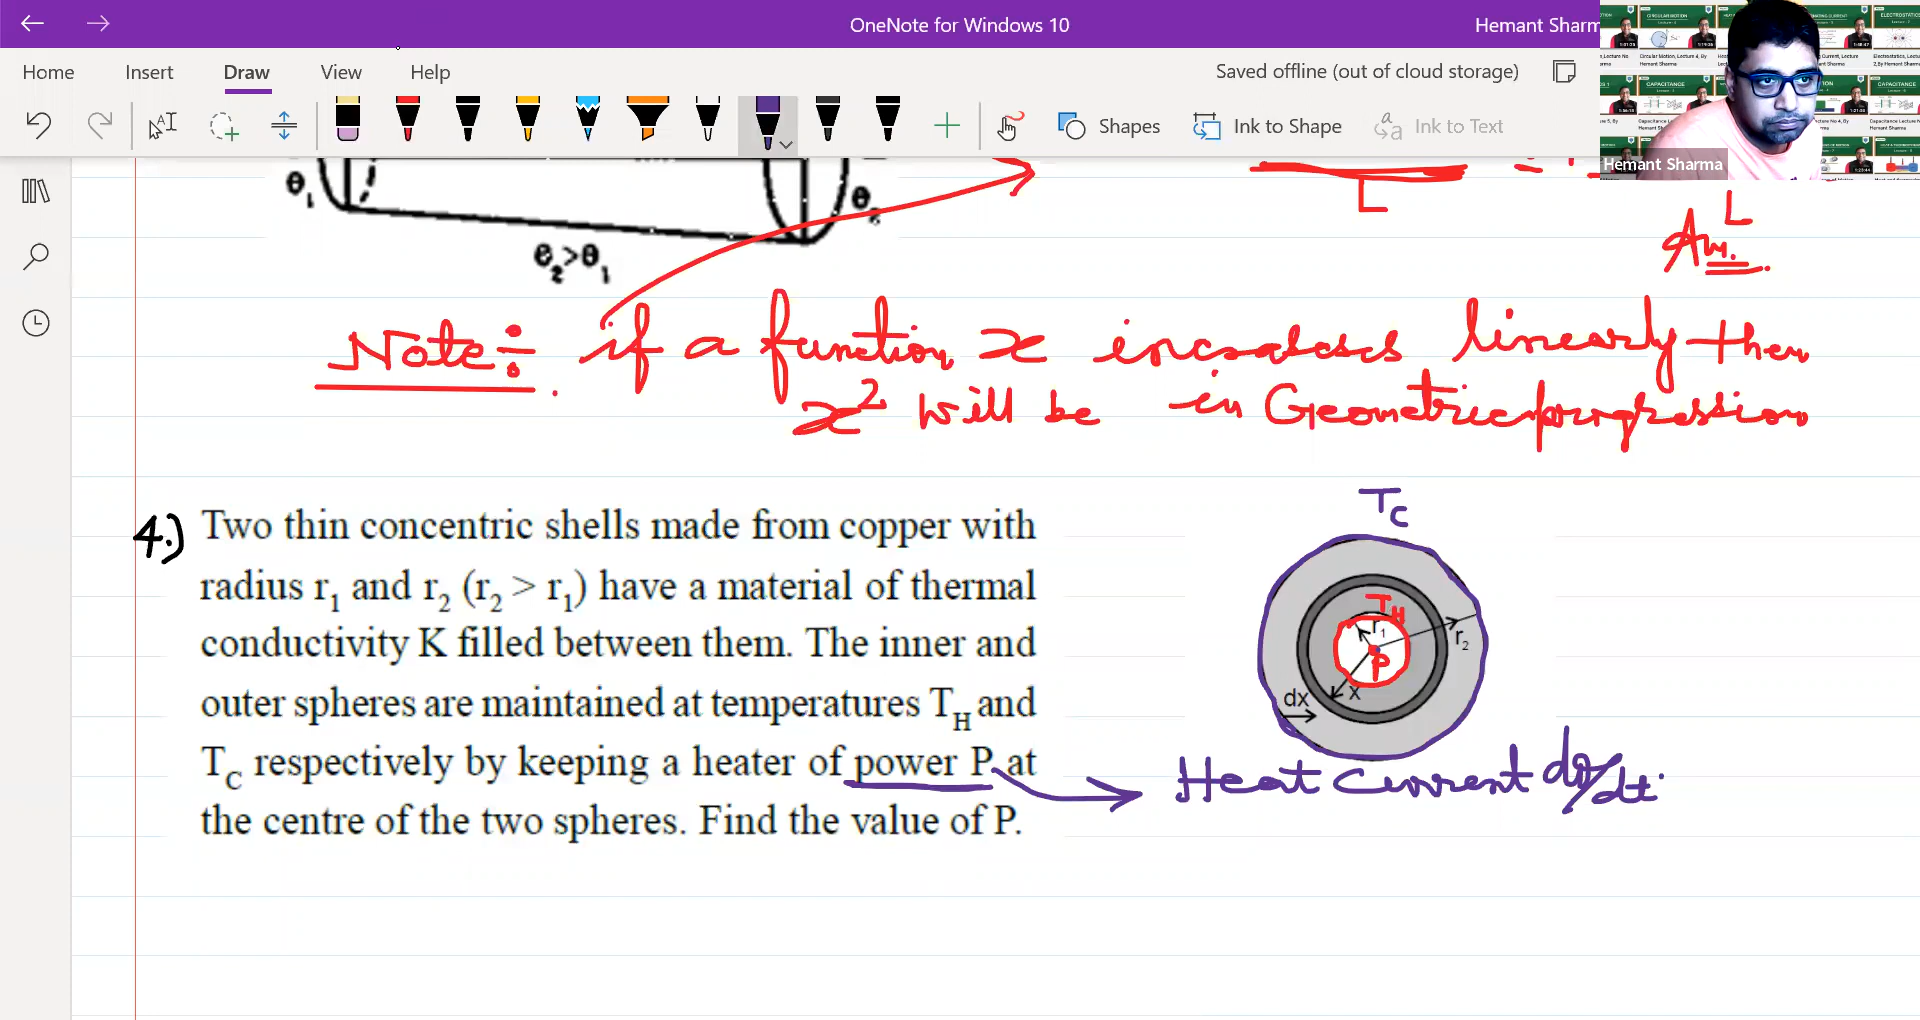 OneNote for Windows 10
Hemant Sharma
Home Insert Draw View Help
Saved offline (out of cloud storage)
Shapes
Ink to Shape
Ink to Text
Hemant Sharma
θ1
θ2
θ2>θ1
L
L
Ans.
Note: if a function x increases linearly then
x² will be in Geometric progression
4.) Two thin concentric shells made from copper with
radius r1 and r2 (r2 > r1) have a material of thermal
conductivity K filled between them. The inner and
outer spheres are maintained at temperatures TH and
TC respectively by keeping a heater of power P at
the centre of the two spheres. Find the value of P.
TC
TH
r1
r2
P
x
dx
Heat Current dQ/dt